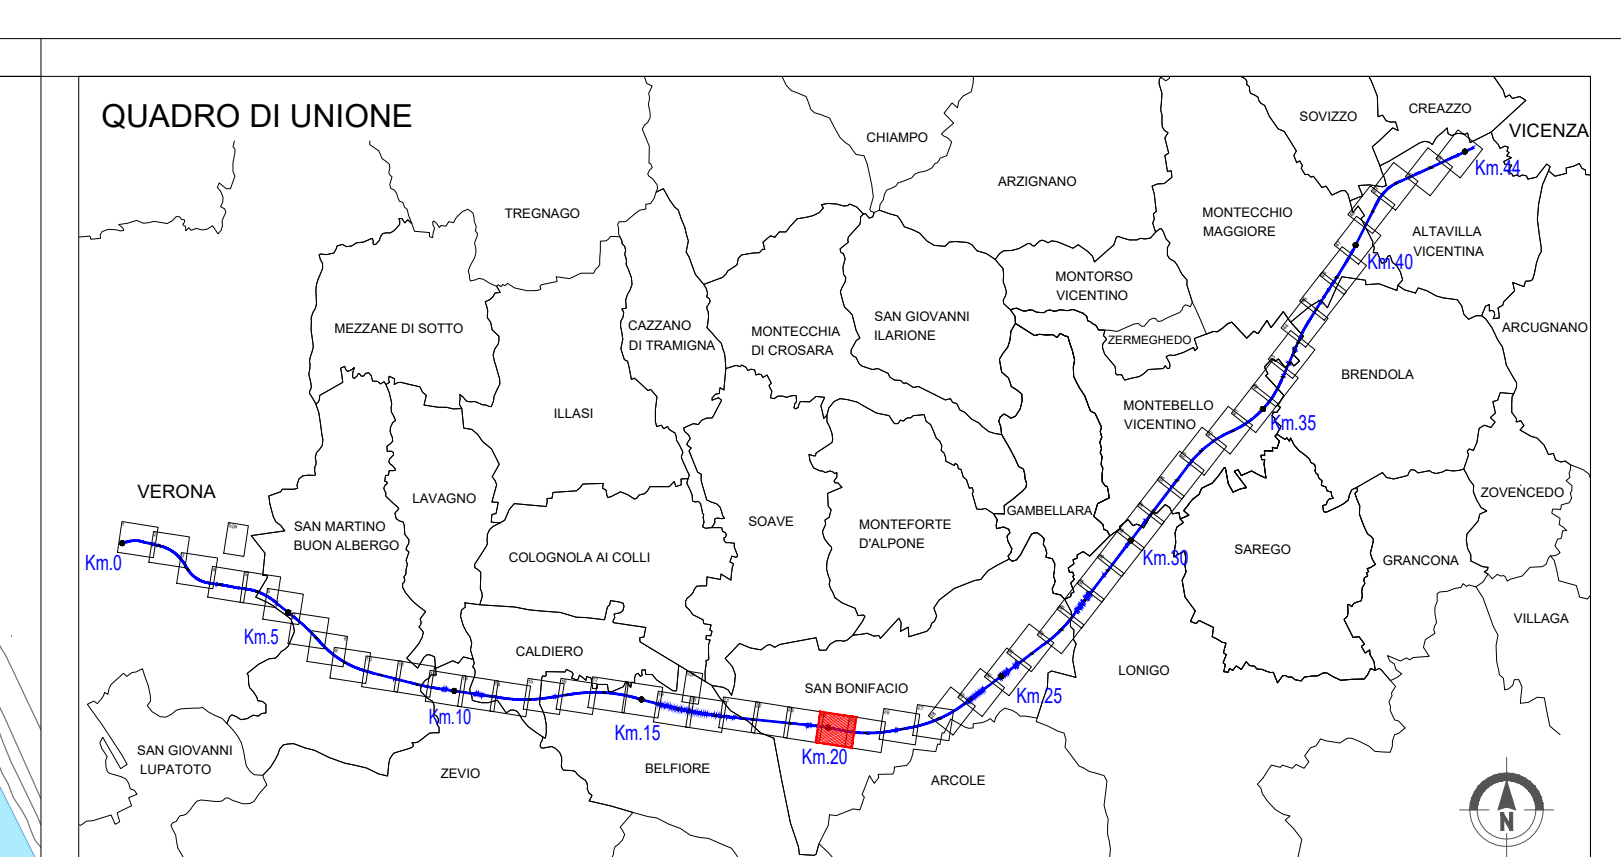 QUADRO DI UNIONE
CREAZZO
SOVIZZO
VICENZA
CHIAMPO
Km.44
ARZIGNANO
TREGNAGO
MONTECCHIO
MAGGIORE
ALTAVILLA
VICENTINA
Km.40
MONTORSO
VICENTINO
SAN GIOVANNI
ILARIONE
MEZZANE DI SOTTO
CAZZANO
DI TRAMIGNA
MONTECCHIA
DI CROSARA
ZERMEGHEDO
ARCUGNANO
BRENDOLA
ILLASI
MONTEBELLO
VICENTINO
Km.35
VERONA
LAVAGNO
ZOVENCEDO
SAN MARTINO
BUON ALBERGO
SOAVE
MONTEFORTE
D'ALPONE
GAMBELLARA
Km.0
COLOGNOLA AI COLLI
Km.30
SAREGO
GRANCONA
VILLAGA
Km.5
CALDIERO
LONIGO
SAN BONIFACIO
Km.25
Km.10
Km.15
Km.20
SAN GIOVANNI
LUPATOTO
ZEVIO
BELFIORE
ARCOLE
N